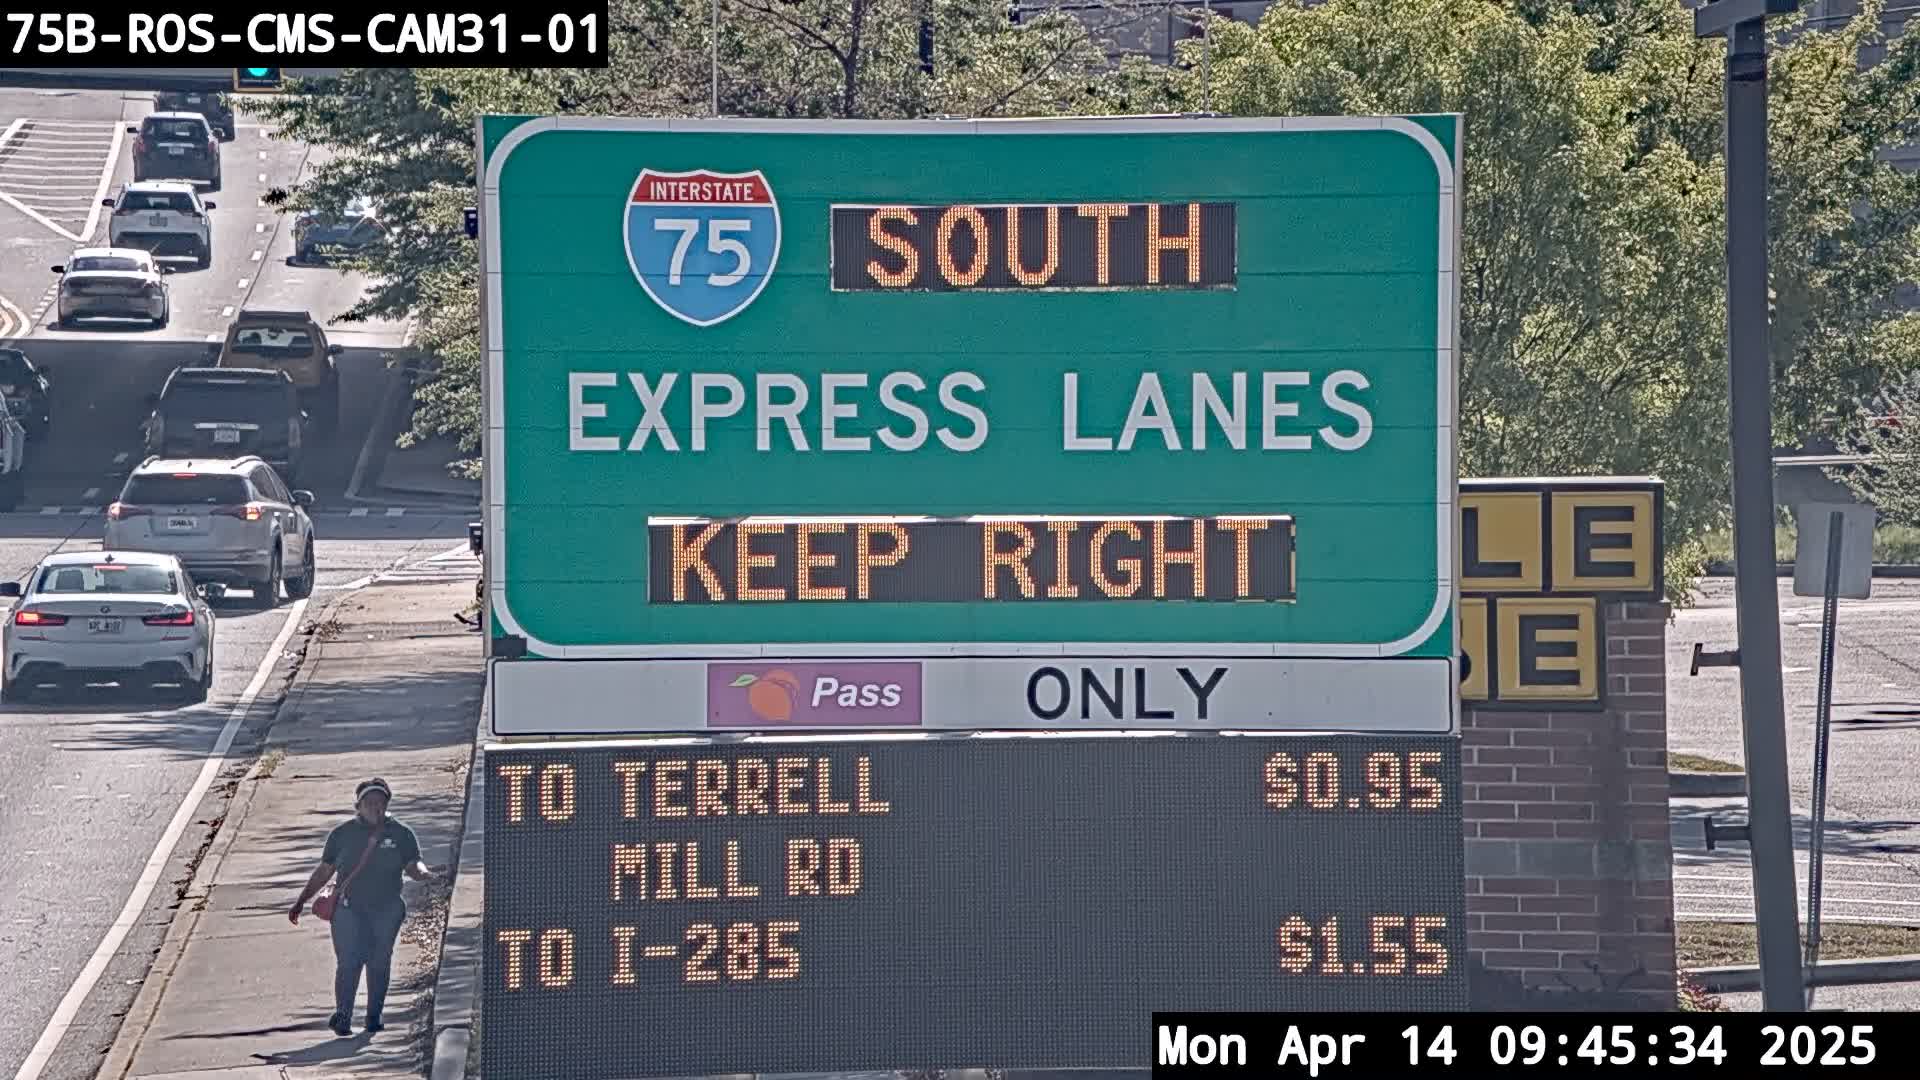 75B-ROS-CMS-CAM31-01
INTERSTATE
75
SOUTH
EXPRESS LANES
KEEP RIGHT
Pass
ONLY
TO TERRELL $0.95
MILL RD
TO I-285 $1.55
LE
E
Mon Apr 14 09:45:34 2025